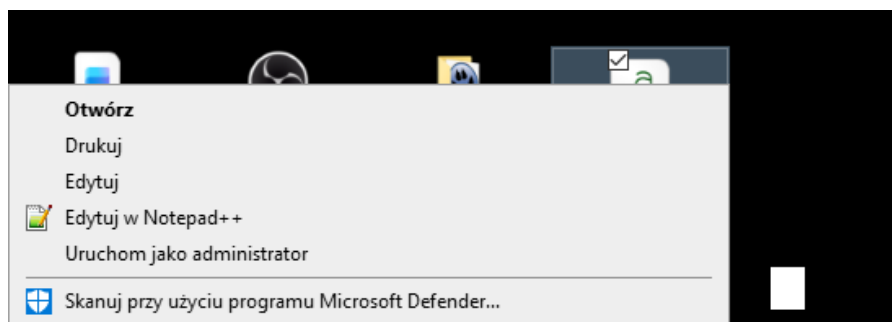 a
Otwórz
Drukuj
Edytuj
Edytuj w Notepad++
Uruchom jako administrator
Skanuj przy użyciu programu Microsoft Defender...